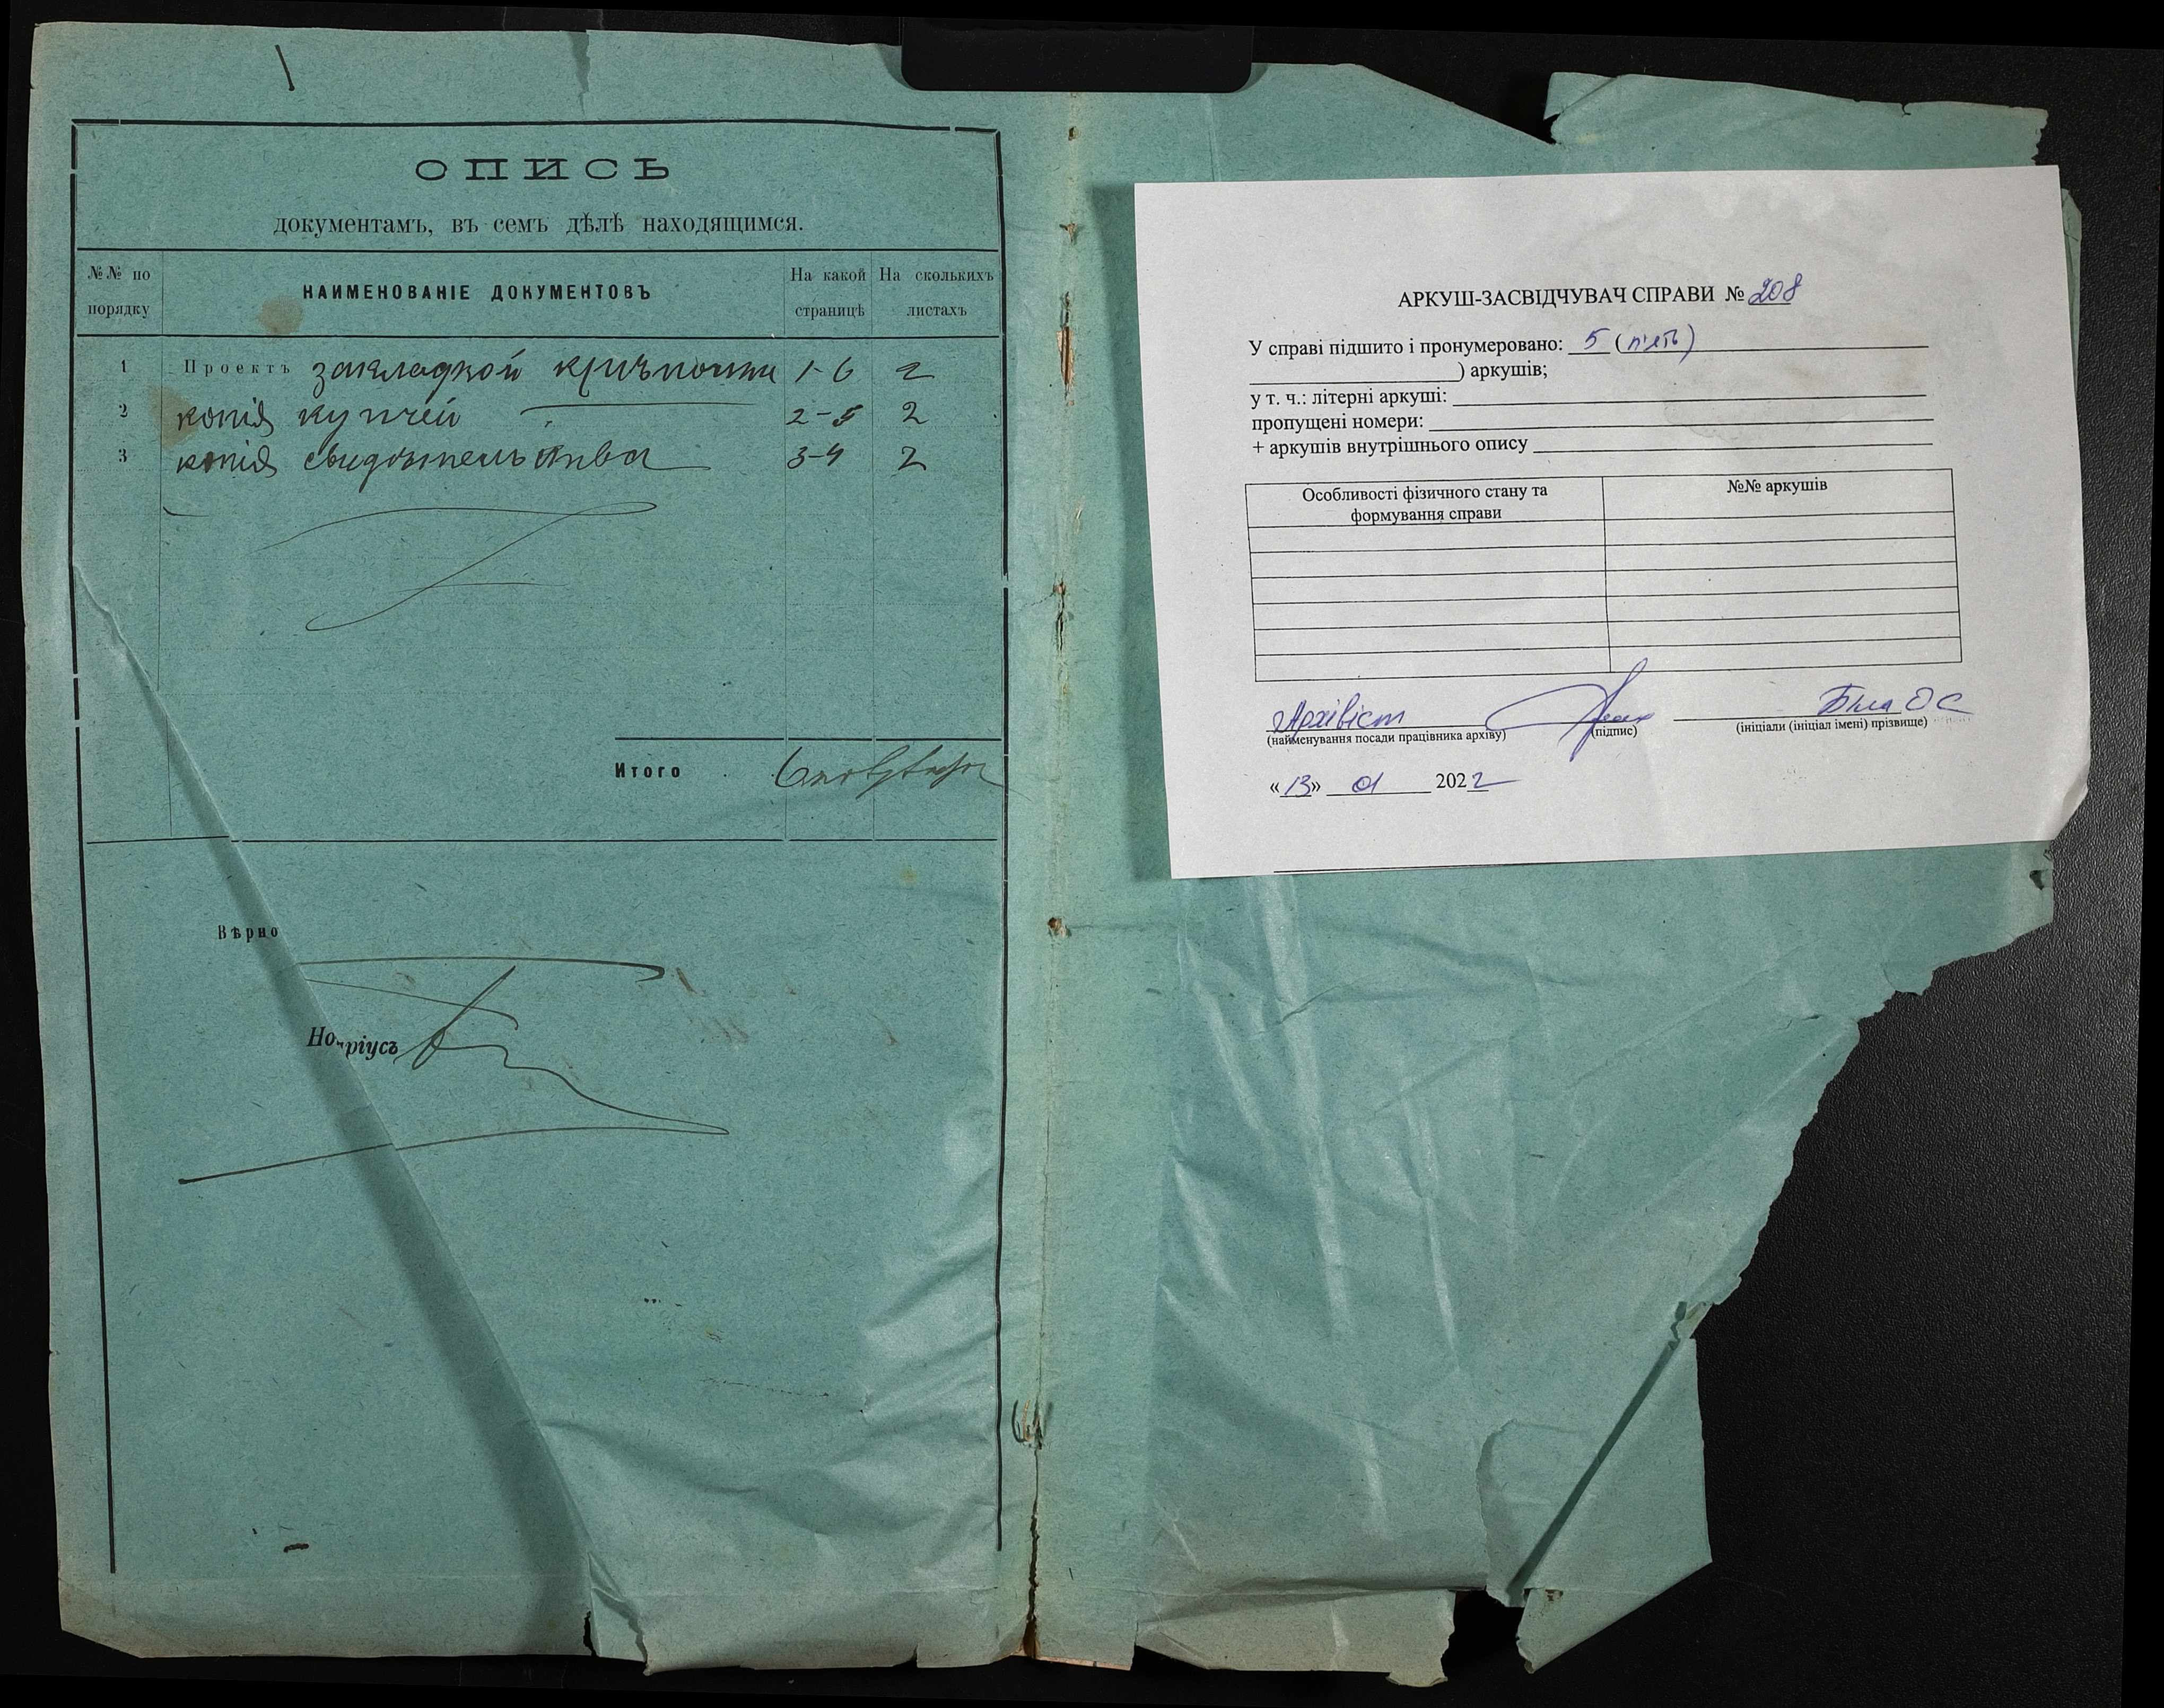 ОПИСЬ
документамъ, въ семъ дѣлѣ находящимся.
№№ по порядку
НАИМЕНОВАНІЕ ДОКУМЕНТОВЪ
На какой страницѣ
На сколькихъ листахъ
1 Проектъ закладной крѣпости 1-6 2
2 копія купчей 2-5 2
3 копія свидѣтельства 3-4 2
Итого
Вѣрно
Нотаріусъ
АРКУШ-ЗАСВІДЧУВАЧ СПРАВИ № 208
У справі підшито і пронумеровано: 5 (п'ять)
) аркушів;
у т. ч.: літерні аркуші:
пропущені номери:
+ аркушів внутрішнього опису
Особливості фізичного стану та формування справи
№№ аркушів
Архівіст Біла ОС
(найменування посади працівника архіву) (підпис) (ініціали (ініціал імені) прізвище)
«13» 01 2022